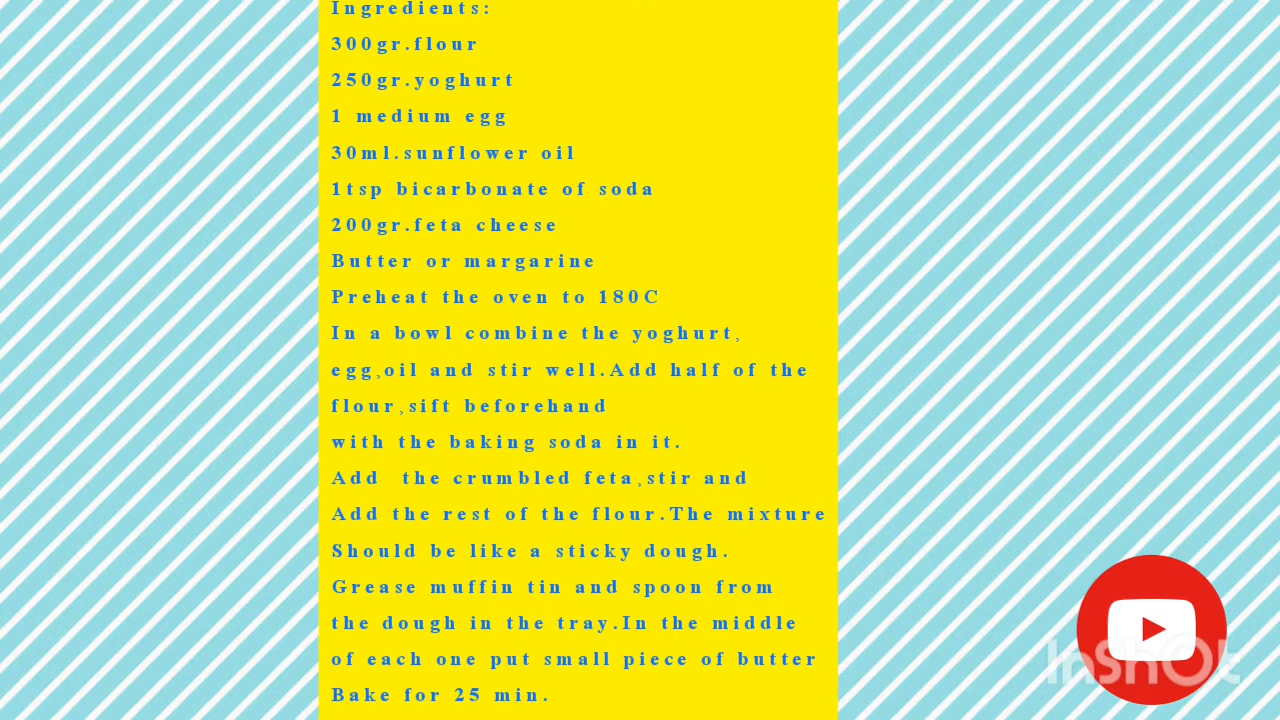 Ingredients:
300gr.flour
250gr.yoghurt
1 medium egg
30ml.sunflower oil
1tsp bicarbonate of soda
200gr.feta cheese
Butter or margarine
Preheat the oven to 180C
In a bowl combine the yoghurt,
egg,oil and stir well.Add half of the
flour,sift beforehand
with the baking soda in it.
Add  the crumbled feta,stir and
Add the rest of the flour.The mixture
Should be like a sticky dough.
Grease muffin tin and spoon from
the dough in the tray.In the middle
of each one put small piece of butter
Bake for 25 min.
InShOt